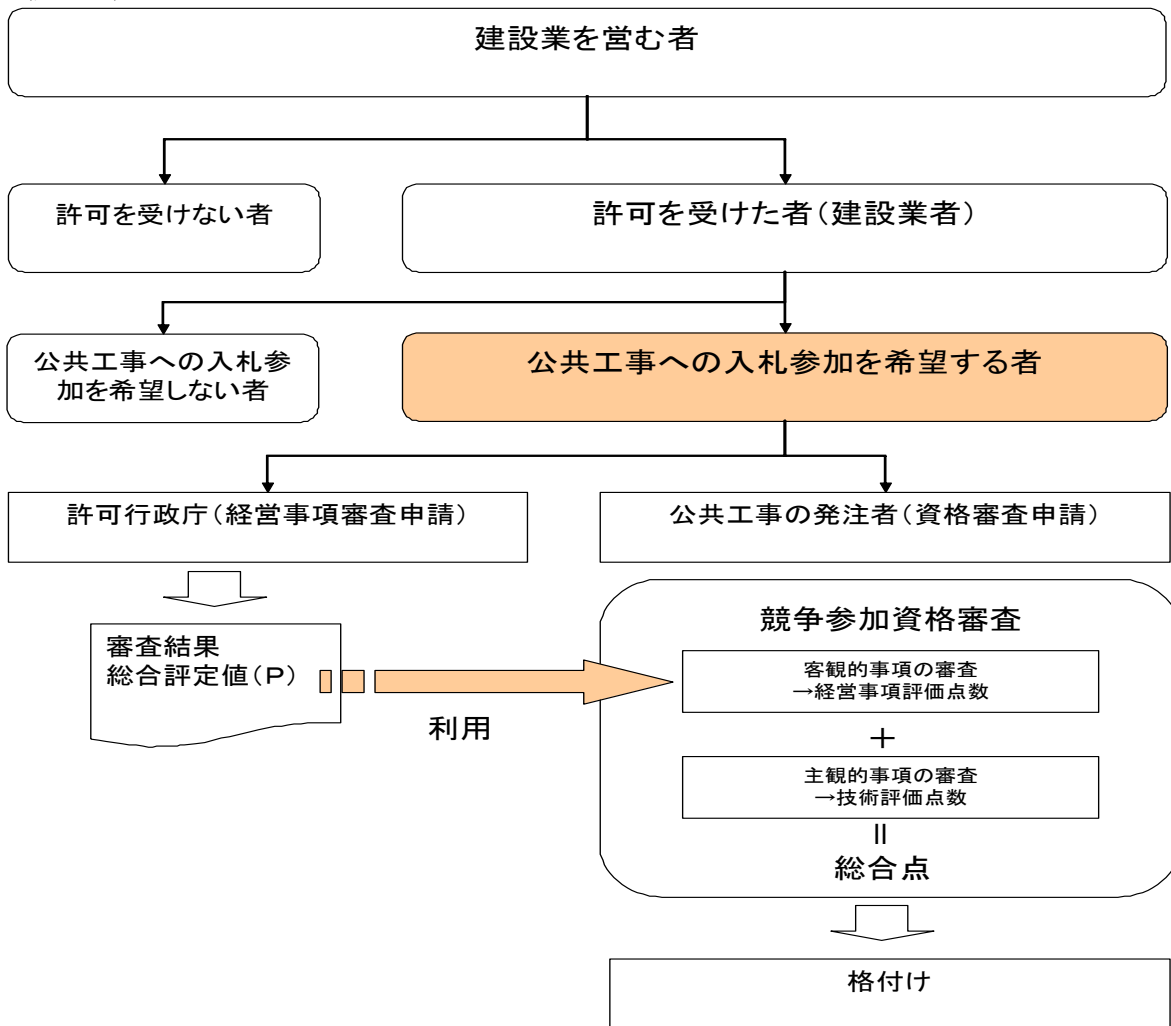 建設業を営む者
許可を受けない者
許可を受けた者(建設業者)
公共工事への入札参
加を希望しない者
公共工事への入札参加を希望する者
許可行政庁(経営事項審査申請)
公共工事の発注者(資格審査申請)
審査結果
総合評定値(P)
利用
競争参加資格審査
客観的事項の審査
→経営事項評価点数
+
主観的事項の審査
→技術評価点数
=
総合点
格付け